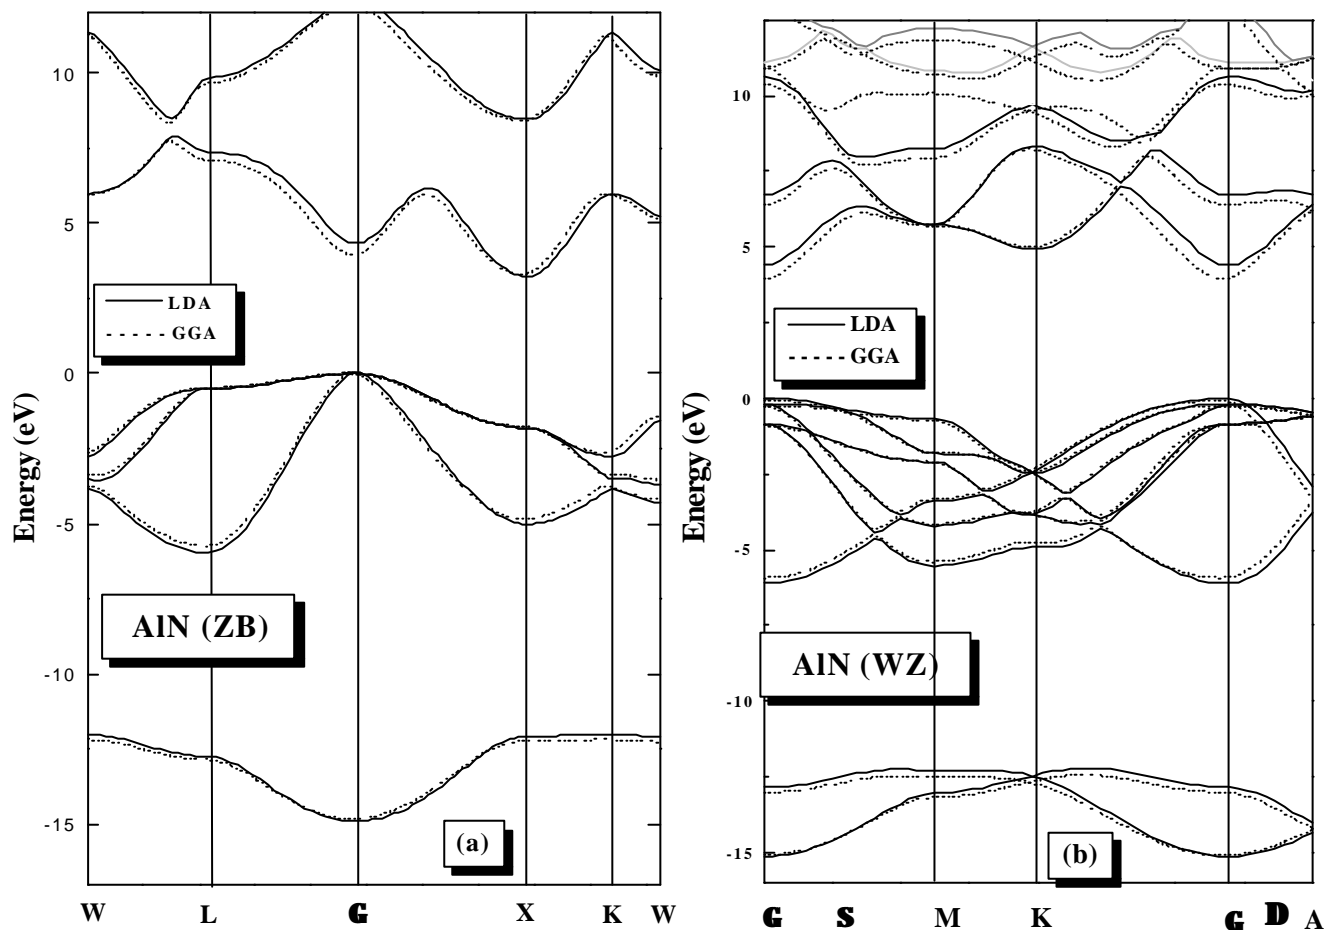 Energy (eV)
10
5
0
-5
-10
-15
LDA
GGA
AlN (ZB)
(a)
W L G X K W
Energy (eV)
10
5
0
-5
-10
-15
LDA
GGA
AlN (WZ)
(b)
G S M K G D A